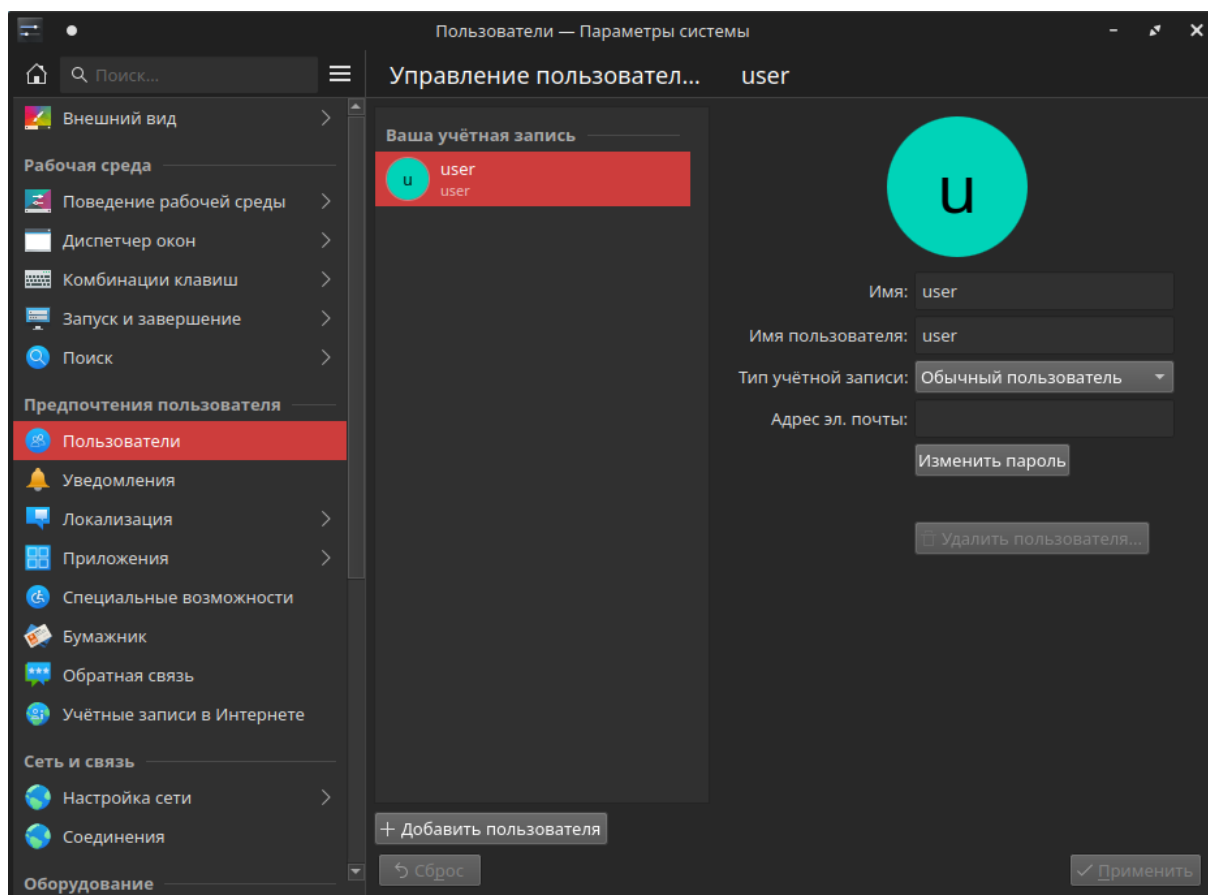 Пользователи — Параметры системы
Поиск...
Управление пользовател...
user
Внешний вид
Рабочая среда
Поведение рабочей среды
Диспетчер окон
Комбинации клавиш
Запуск и завершение
Поиск
Предпочтения пользователя
Пользователи
Уведомления
Локализация
Приложения
Специальные возможности
Бумажник
Обратная связь
Учётные записи в Интернете
Сеть и связь
Настройка сети
Соединения
Оборудование
Ваша учётная запись
u
user
user
+ Добавить пользователя
Сброс
u
Имя: user
Имя пользователя: user
Тип учётной записи: Обычный пользователь
Адрес эл. почты:
Изменить пароль
Удалить пользователя...
Применить